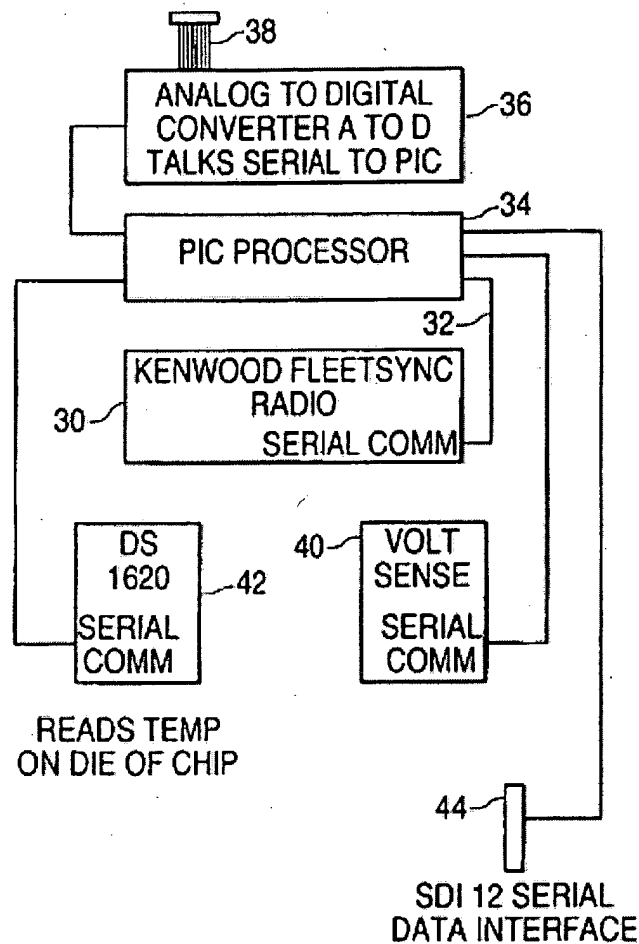 38
ANALOG TO DIGITAL
CONVERTER A TO D
TALKS SERIAL TO PIC
36
34
PIC PROCESSOR
32
KENWOOD FLEETSYNC
RADIO
30
SERIAL COMM
DS
1620
42
SERIAL
COMM
40
VOLT
SENSE
SERIAL
COMM
READS TEMP
ON DIE OF CHIP
44
SDI 12 SERIAL
DATA INTERFACE